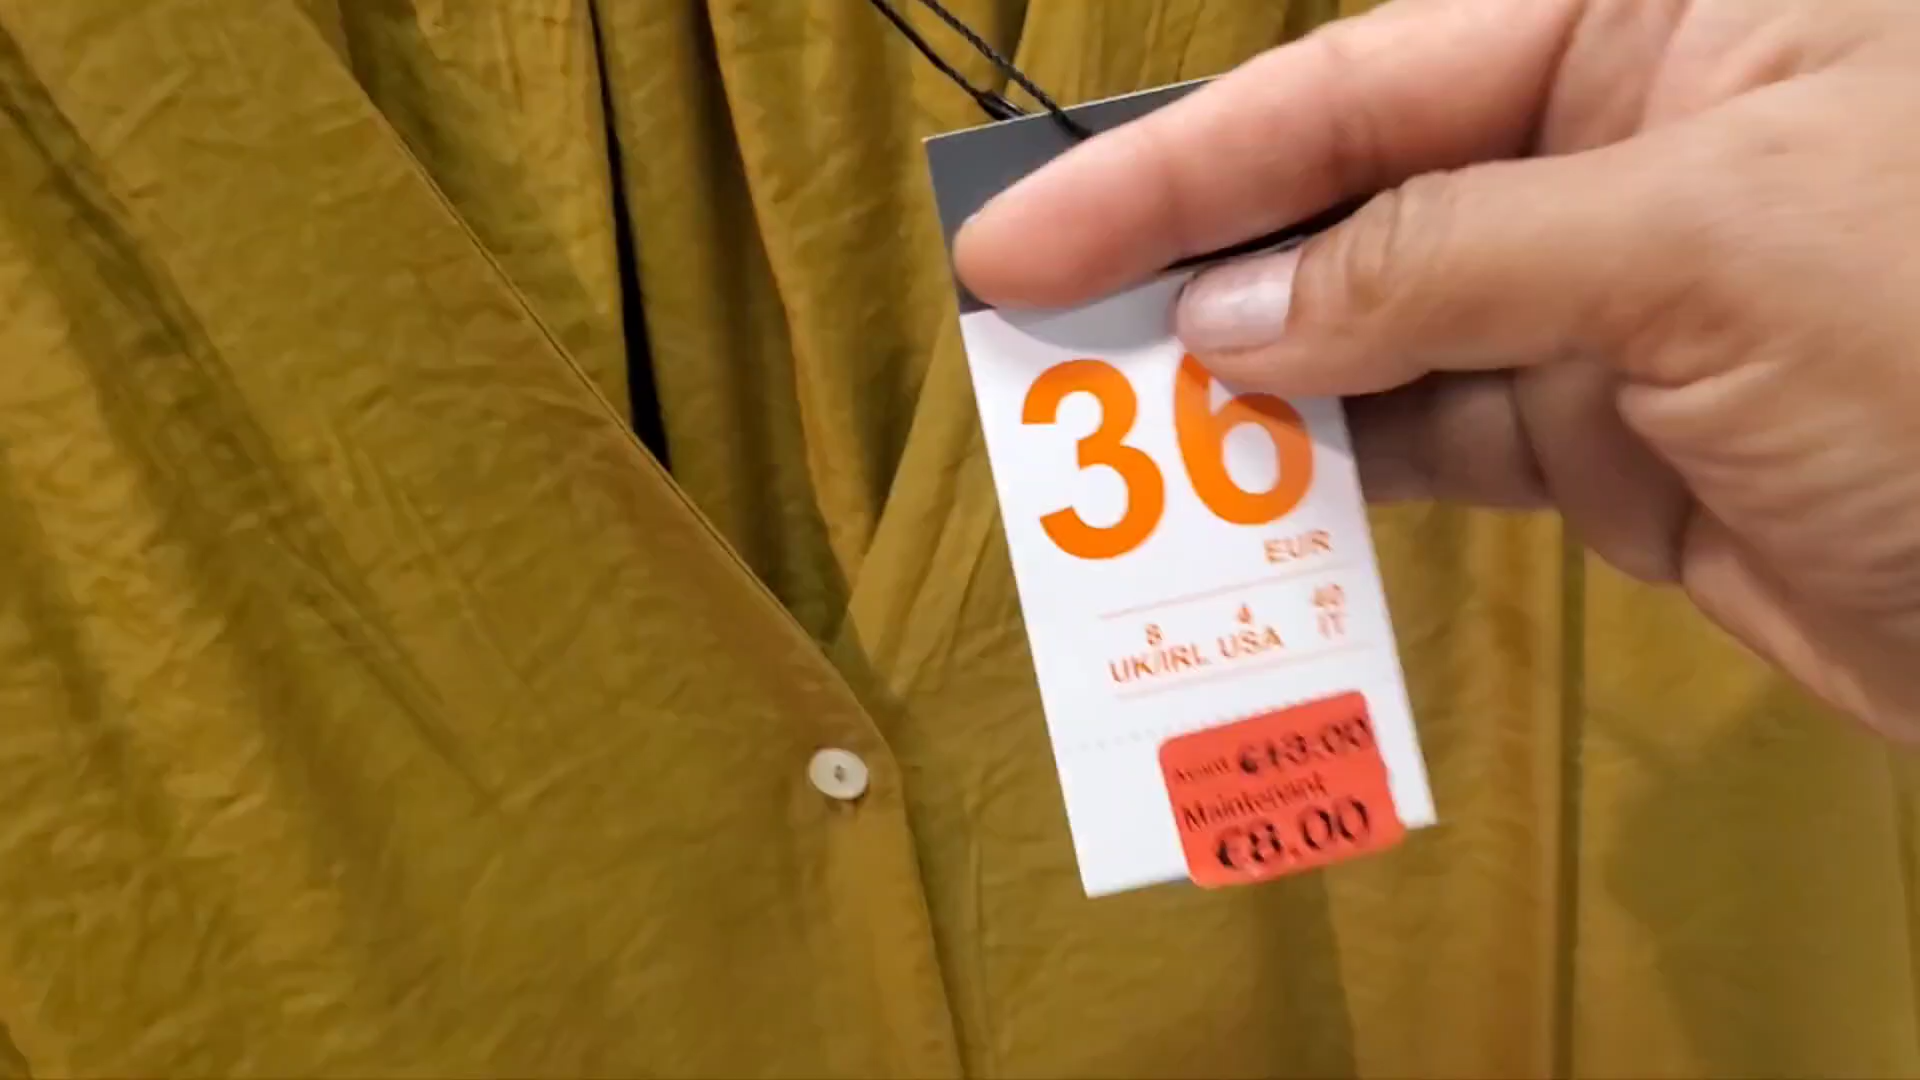 36
EUR
8 4 40
UK/IRL USA IT
Avant €13.00
Maintenant
€8.00